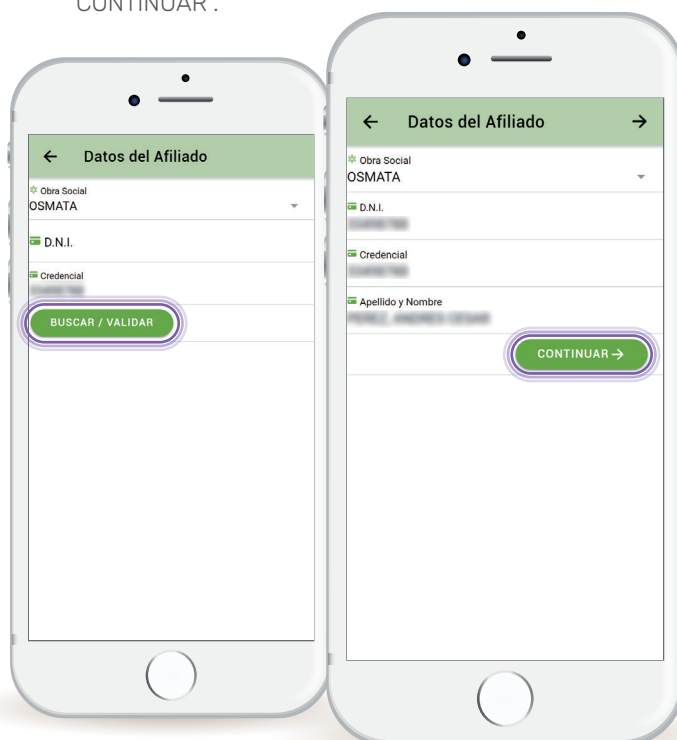 CONTINUAR".
Datos del Afiliado
Obra Social
OSMATA
D.N.I.
Credencial
BUSCAR / VALIDAR
Datos del Afiliado
Obra Social
OSMATA
D.N.I.
Credencial
Apellido y Nombre
CONTINUAR